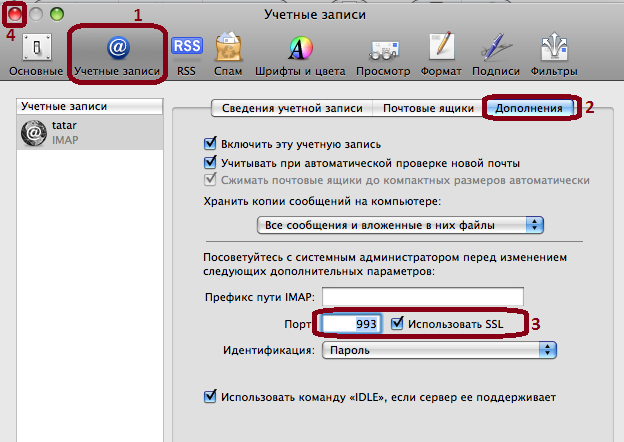 1
Учетные записи
4
Основные Учетные записи RSS Спам Шрифты и цвета Просмотр Формат Подписи Фильтры
Учетные записи
tatar
IMAP
Сведения учетной записи Почтовые ящики Дополнения 2
Включить эту учетную запись
Учитывать при автоматической проверке новой почты
Сжимать почтовые ящики до компактных размеров автоматически
Хранить копии сообщений на компьютере:
Все сообщения и вложенные в них файлы
Посоветуйтесь с системным администратором перед изменением
следующих дополнительных параметров:
Префикс пути IMAP:
Порт 993 Использовать SSL 3
Идентификация: Пароль
Использовать команду «IDLE», если сервер ее поддерживает